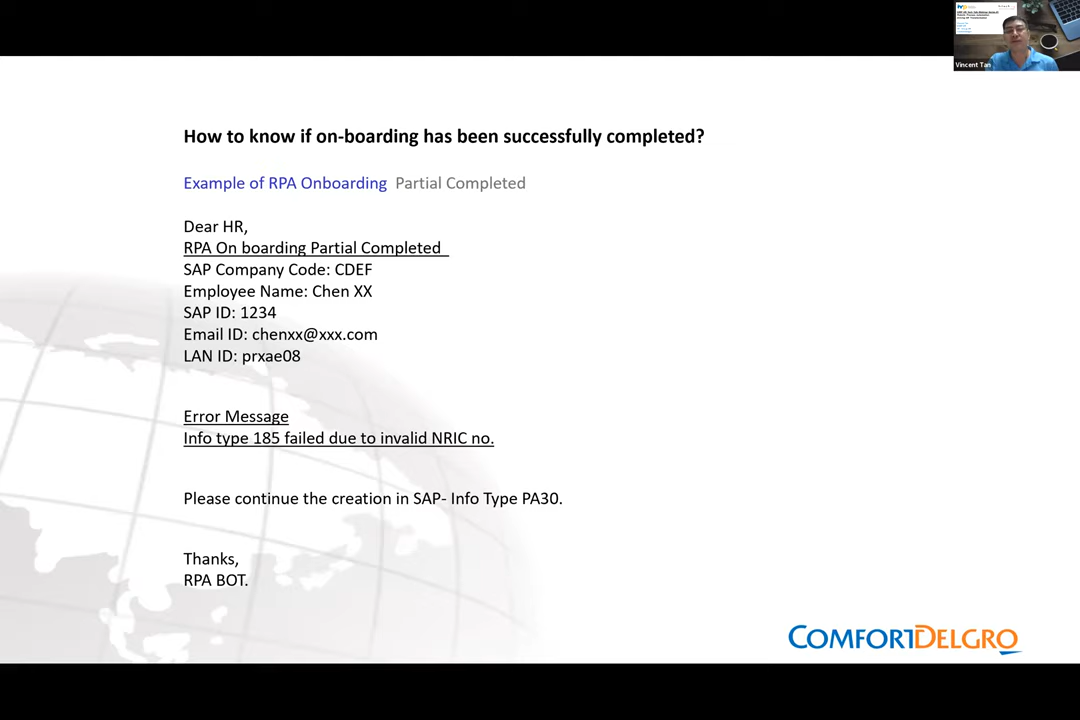 Vincent Tan
How to know if on-boarding has been successfully completed?
Example of RPA Onboarding Partial Completed
Dear HR,
RPA On boarding Partial Completed
SAP Company Code: CDEF
Employee Name: Chen XX
SAP ID: 1234
Email ID: chenxx@xxx.com
LAN ID: prxae08
Error Message
Info type 185 failed due to invalid NRIC no.
Please continue the creation in SAP- Info Type PA30.
Thanks,
RPA BOT.
COMFORTDELGRO